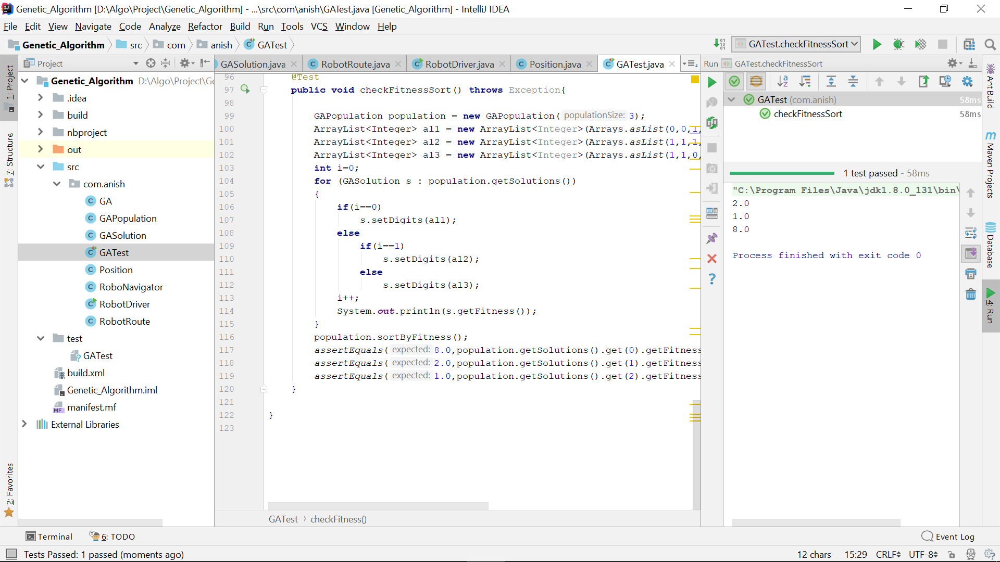 Genetic_Algorithm [D:\Algo\Project\Genetic_Algorithm] - ...\src\com\anish\GATest.java [Genetic_Algorithm] - IntelliJ IDEA
File Edit View Navigate Code Analyze Refactor Build Run Tools VCS Window Help
Genetic_Algorithm src com anish GATest
GATest.checkFitnessSort
Project
GASolution.java RobotRoute.java RobotDriver.java Position.java GATest.java
Run GATest.checkFitnessSort
1: Project
7: Structure
2: Favorites
Genetic_Algorithm D:\Algo\Project\Ge
.idea
build
nbproject
out
src
com.anish
GA
GAPopulation
GASolution
GATest
Position
RoboNavigator
RobotDriver
RobotRoute
test
GATest
build.xml
Genetic_Algorithm.iml
manifest.mf
External Libraries
96 @Test
97 public void checkFitnessSort() throws Exception{
98
99 GAPopulation population = new GAPopulation( populationSize: 3);
100 ArrayList<Integer> al1 = new ArrayList<Integer>(Arrays.asList(0,0,1,
101 ArrayList<Integer> al2 = new ArrayList<Integer>(Arrays.asList(1,1,1,
102 ArrayList<Integer> al3 = new ArrayList<Integer>(Arrays.asList(1,1,0,
103 int i=0;
104 for (GASolution s : population.getSolutions())
105 {
106 if(i==0)
107 s.setDigits(al1);
108 else
109 if(i==1)
110 s.setDigits(al2);
111 else
112 s.setDigits(al3);
113 i++;
114 System.out.println(s.getFitness());
115 }
116 population.sortByFitness();
117 assertEquals( expected: 8.0,population.getSolutions().get(0).getFitness
118 assertEquals( expected: 2.0,population.getSolutions().get(1).getFitness
119 assertEquals( expected: 1.0,population.getSolutions().get(2).getFitness
120 }
121
122 }
123
GATest checkFitness()
GATest (com.anish) 58ms
checkFitnessSort 58ms
1 test passed - 58ms
"C:\Program Files\Java\jdk1.8.0_131\bin\
2.0
1.0
8.0
Process finished with exit code 0
Ant Build
Maven Projects
Database
4: Run
Terminal 6: TODO
Event Log
Tests Passed: 1 passed (moments ago)
12 chars 15:29 CRLF UTF-8